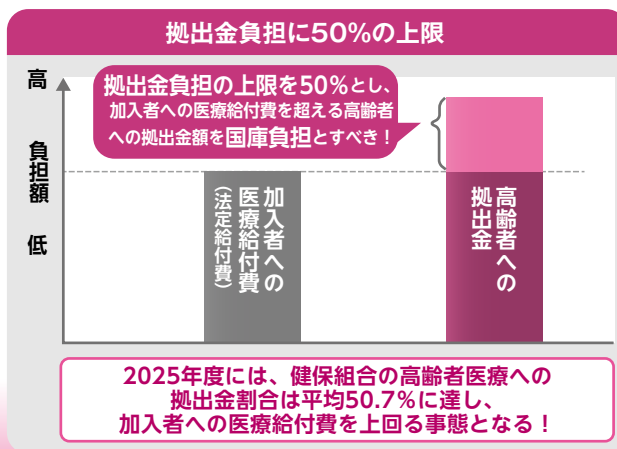 拠出金負担に50%の上限
高
負担額
低
拠出金負担の上限を50%とし、
加入者への医療給付費を超える高齢者
への拠出金額を国庫負担とすべき！
加入者への
医療給付費
（法定給付費）
高齢者への
拠出金
2025年度には、健保組合の高齢者医療への
拠出金割合は平均50.7%に達し、
加入者への医療給付費を上回る事態となる！